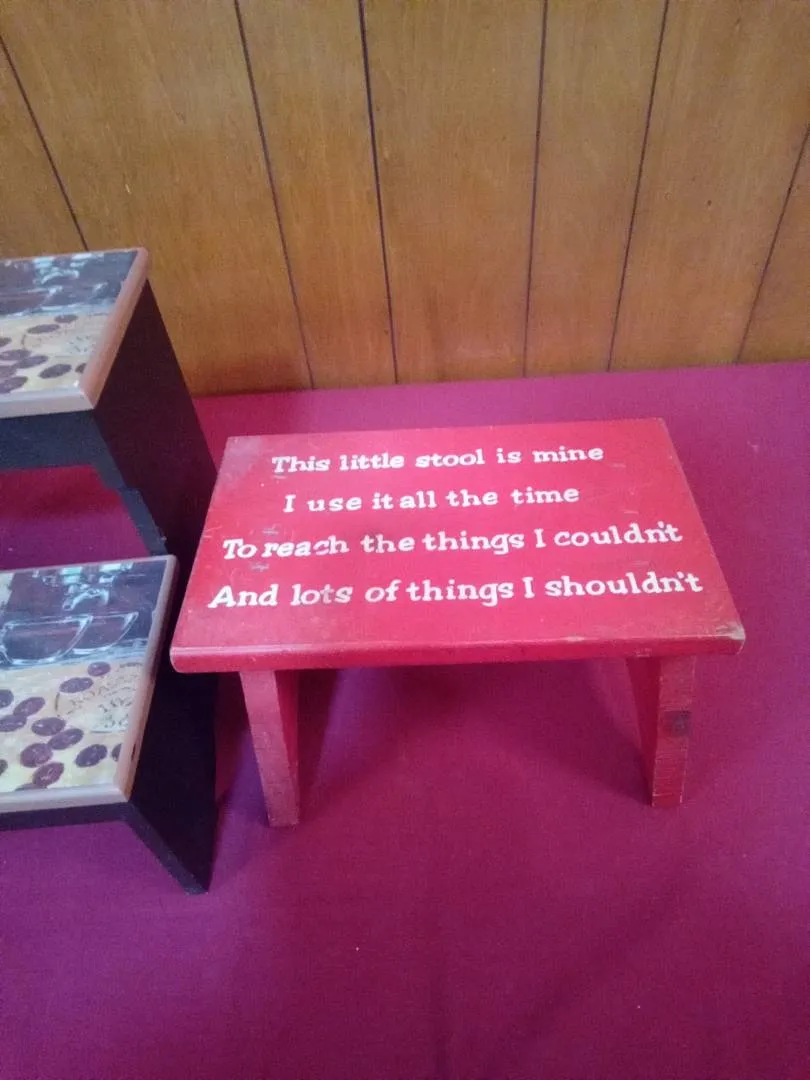 This little stool is mine
I use it all the time
To reach the things I couldn't
And lots of things I shouldn't